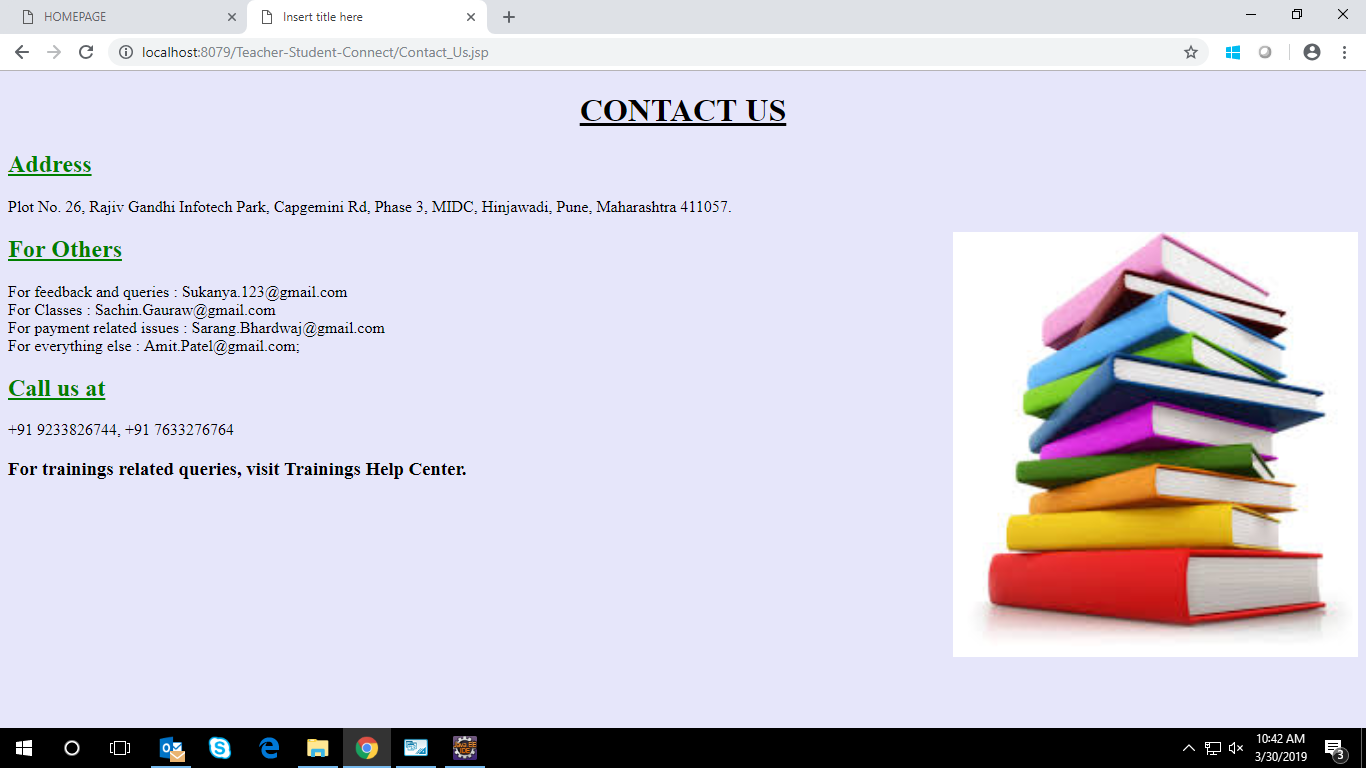 HOMEPAGE
Insert title here
localhost:8079/Teacher-Student-Connect/Contact_Us.jsp
CONTACT US
Address
Plot No. 26, Rajiv Gandhi Infotech Park, Capgemini Rd, Phase 3, MIDC, Hinjawadi, Pune, Maharashtra 411057.
For Others
For feedback and queries : Sukanya.123@gmail.com
For Classes : Sachin.Gauraw@gmail.com
For payment related issues : Sarang.Bhardwaj@gmail.com
For everything else : Amit.Patel@gmail.com;
Call us at
+91 9233826744, +91 7633276764
For trainings related queries, visit Trainings Help Center.
10:42 AM
3/30/2019
3